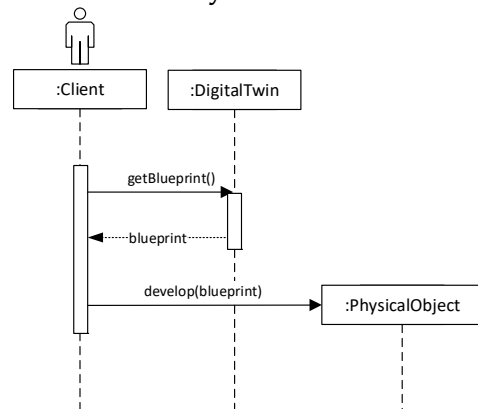 :Client
:DigitalTwin
getBlueprint()
blueprint
develop(blueprint)
:PhysicalObject